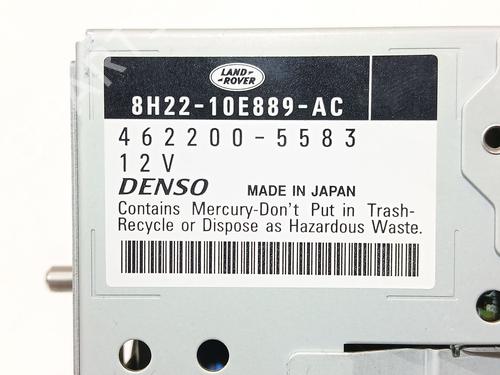 LAND
ROVER
8H22-10E889-AC
462200-5583
12V
DENSO MADE IN JAPAN
Contains Mercury-Don't Put in Trash-
Recycle or Dispose as Hazardous Waste.